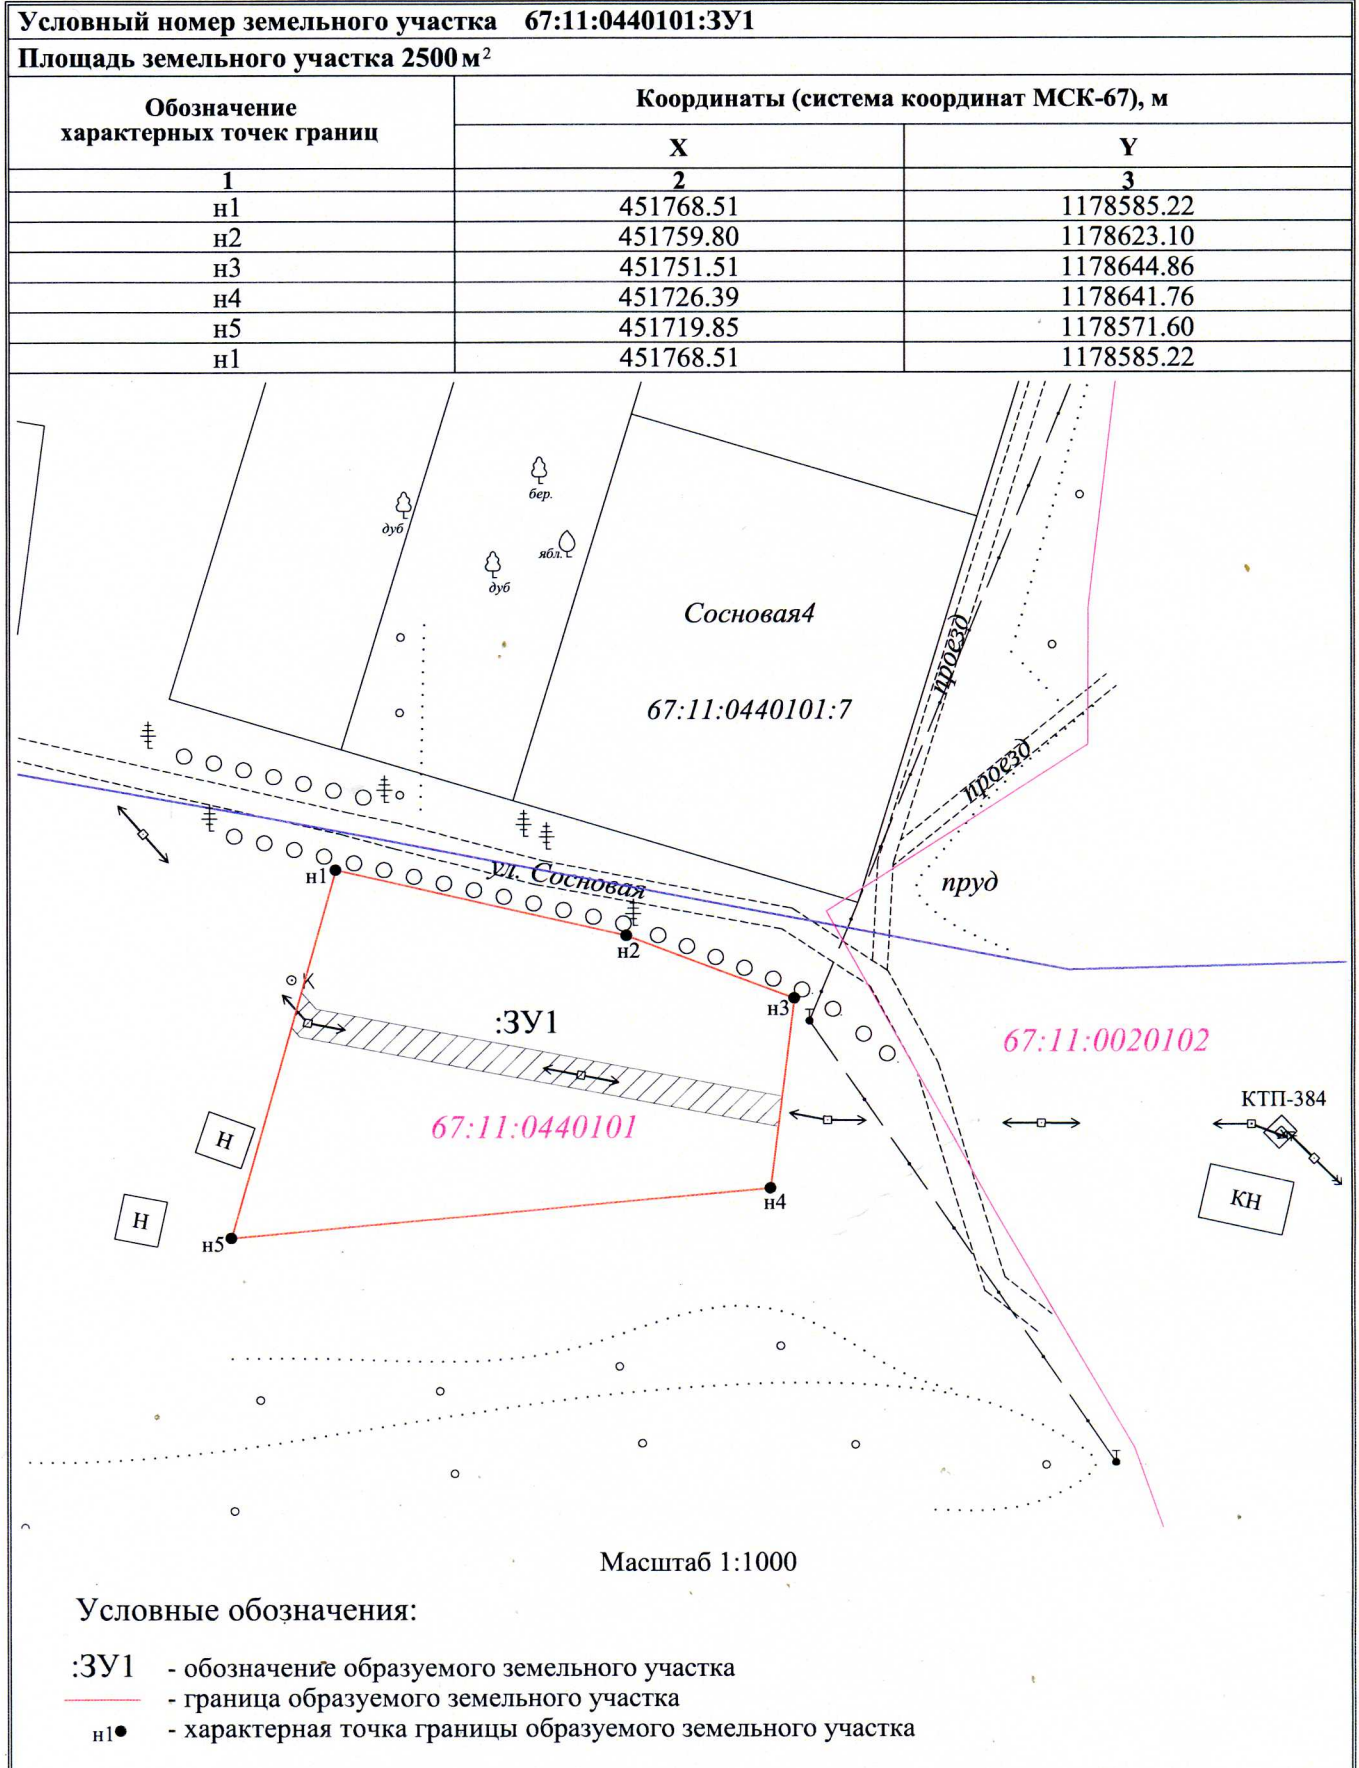 Условный номер земельного участка 67:11:0440101:ЗУ1
Площадь земельного участка 2500 м²
Обозначение
характерных точек границ
Координаты (система координат МСК-67), м
X
Y
1 2 3
н1 451768.51 1178585.22
н2 451759.80 1178623.10
н3 451751.51 1178644.86
н4 451726.39 1178641.76
н5 451719.85 1178571.60
н1 451768.51 1178585.22
бер.
дуб
ябл.
дуб
Сосновая4
проезд
67:11:0440101:7
проезд
ул. Сосновая
пруд
н1
н2
К
н3
Т
:ЗУ1
67:11:0020102
КТП-384
67:11:0440101
Н
КН
н4
Н
н5
Т
Масштаб 1:1000
Условные обозначения:
:ЗУ1 - обозначение образуемого земельного участка
- граница образуемого земельного участка
н1 - характерная точка границы образуемого земельного участка